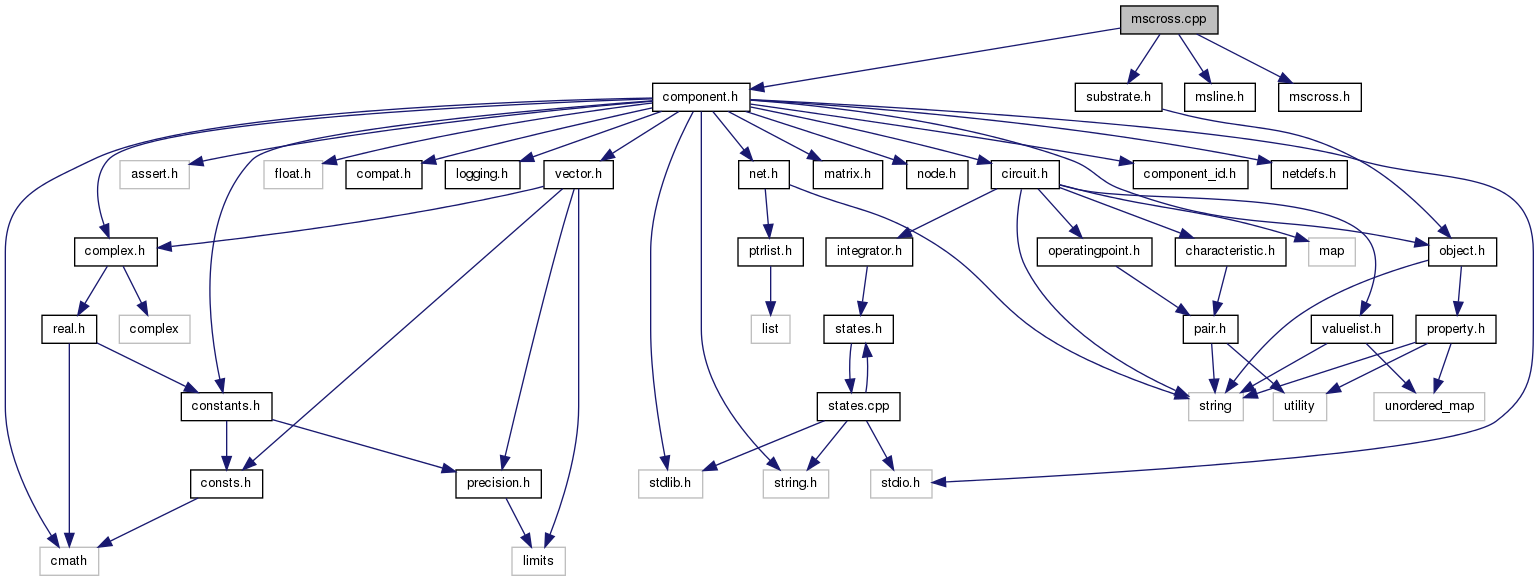 mscross.cpp
component.h
substrate.h
msline.h
mscross.h
assert.h
float.h
compat.h
logging.h
vector.h
net.h
matrix.h
node.h
circuit.h
component_id.h
netdefs.h
complex.h
ptrlist.h
integrator.h
operatingpoint.h
characteristic.h
map
object.h
real.h
complex
list
states.h
pair.h
valuelist.h
property.h
constants.h
states.cpp
string
utility
unordered_map
consts.h
precision.h
stdlib.h
string.h
stdio.h
cmath
limits